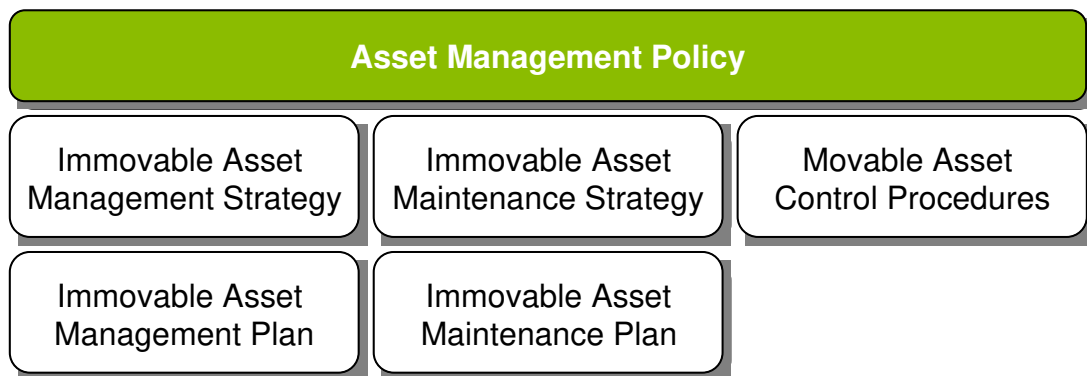 Asset Management Policy
Immovable Asset
Management Strategy
Immovable Asset
Maintenance Strategy
Movable Asset
Control Procedures
Immovable Asset
Management Plan
Immovable Asset
Maintenance Plan